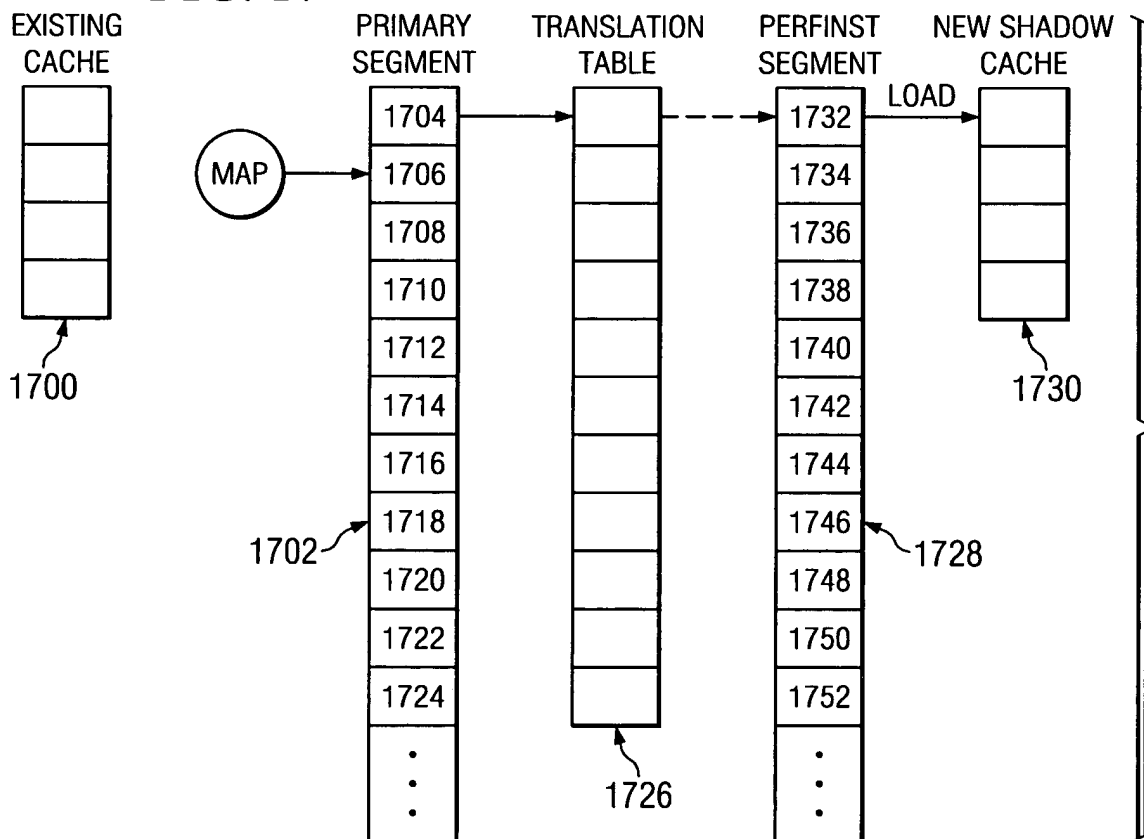 EXISTING
CACHE
PRIMARY
SEGMENT
TRANSLATION
TABLE
PERFINST
SEGMENT
NEW SHADOW
CACHE
MAP
LOAD
1704
1706
1708
1710
1712
1714
1716
1718
1720
1722
1724
1732
1734
1736
1738
1740
1742
1744
1746
1748
1750
1752
1700
1702
1726
1728
1730